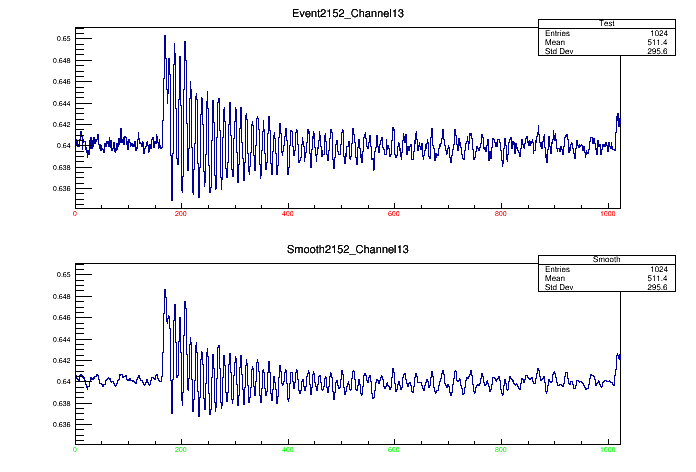 Event2152_Channel13
Test
Entries 1024
Mean 511.4
Std Dev 295.6
0.65
0.648
0.646
0.644
0.642
0.64
0.638
0.636
0 200 400 600 800 1000
Smooth2152_Channel13
Smooth
Entries 1024
Mean 511.4
Std Dev 295.6
0.65
0.648
0.646
0.644
0.642
0.64
0.638
0.636
0 200 400 600 800 1000